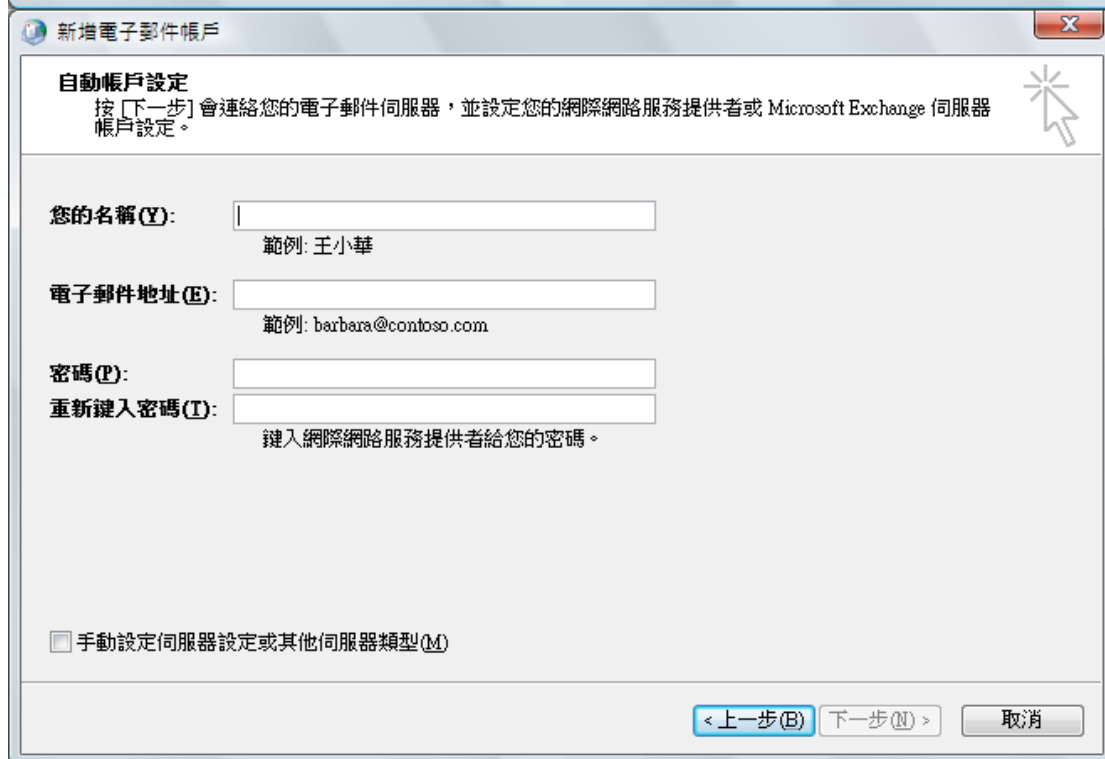 新增電子郵件帳戶
自動帳戶設定
按 [下一步] 會連絡您的電子郵件伺服器，並設定您的網際網路服務提供者或 Microsoft Exchange 伺服器
帳戶設定。
您的名稱(Y):
範例: 王小華
電子郵件地址(E):
範例: barbara@contoso.com
密碼(P):
重新鍵入密碼(T):
鍵入網際網路服務提供者給您的密碼。
手動設定伺服器設定或其他伺服器類型(M)
< 上一步(B) 下一步(N) > 取消